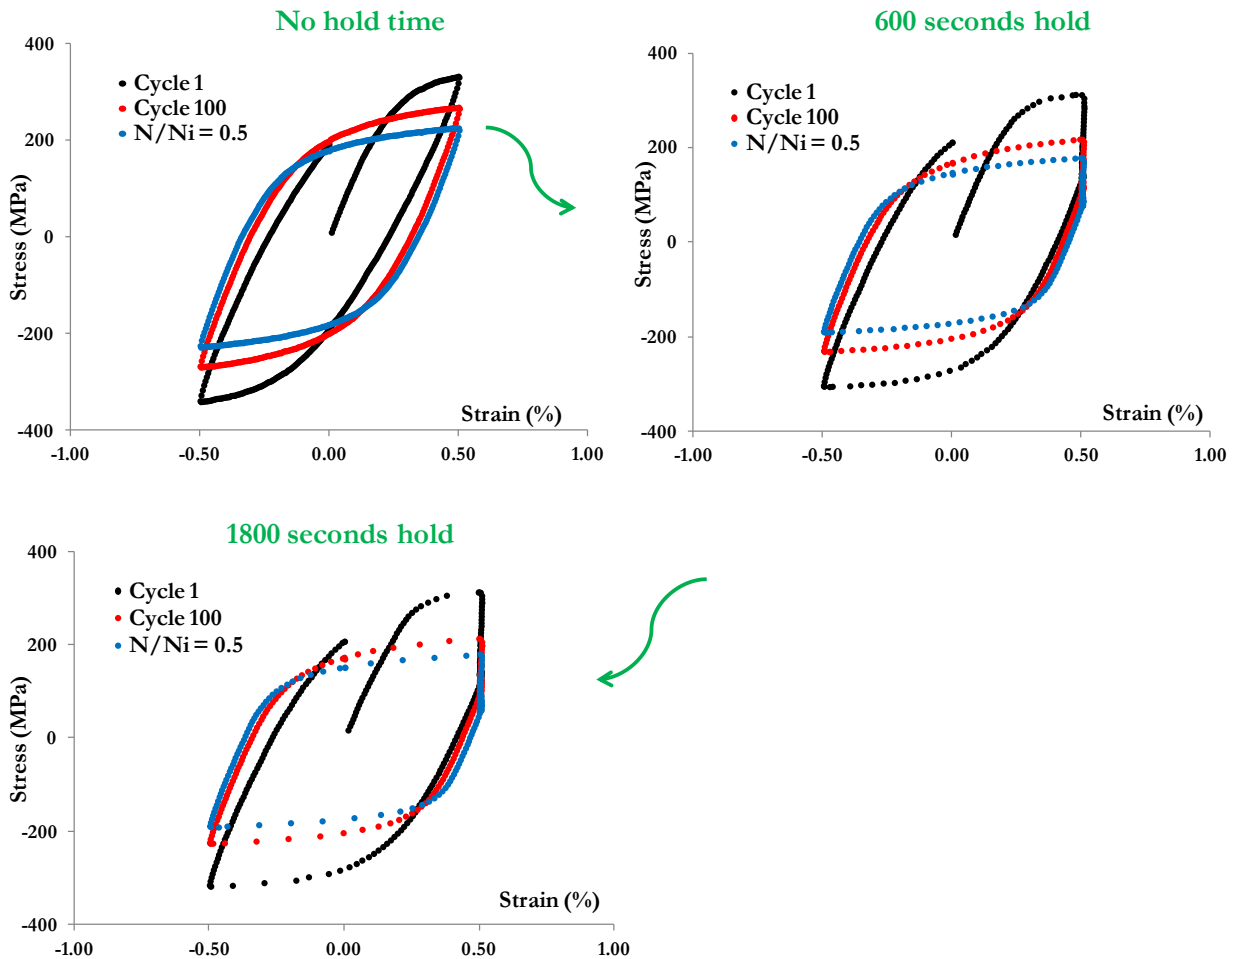 No hold time
400
200
0
-200
-400
Stress (MPa)
Cycle 1
Cycle 100
N/Ni = 0.5
Strain (%)
-1.00
-0.50
0.00
0.50
1.00
600 seconds hold
400
200
0
-200
-400
Stress (MPa)
Cycle 1
Cycle 100
N/Ni = 0.5
Strain (%)
-1.00
-0.50
0.00
0.50
1.00
1800 seconds hold
400
200
0
-200
-400
Stress (MPa)
Cycle 1
Cycle 100
N/Ni = 0.5
Strain (%)
-1.00
-0.50
0.00
0.50
1.00